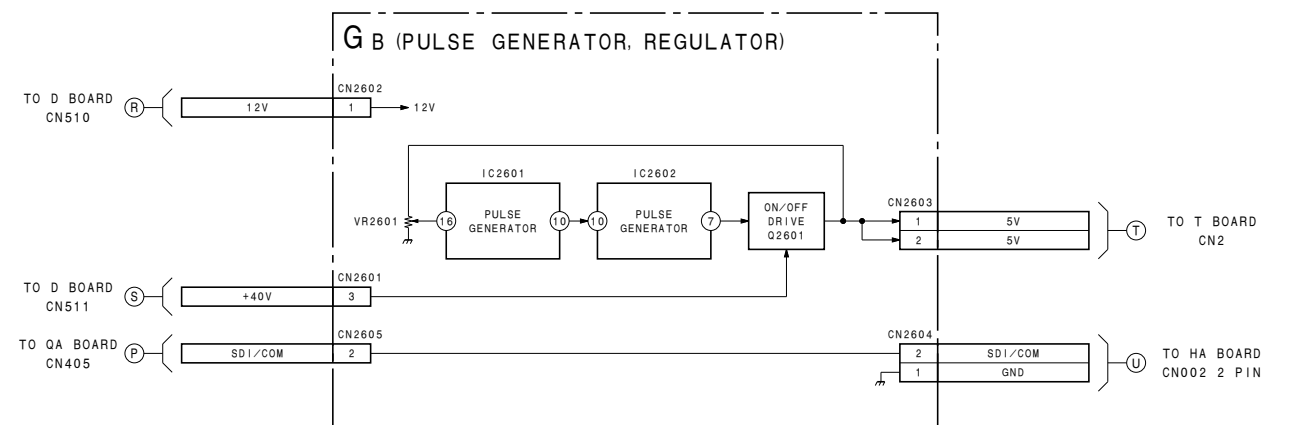 G B (PULSE GENERATOR, REGULATOR)
TO D BOARD
CN510
R
12V
CN2602
1
12V
IC2601
IC2602
VR2601
16
PULSE
GENERATOR
10
10
PULSE
GENERATOR
7
ON/OFF
DRIVE
Q2601
CN2603
1
5V
2
5V
T
TO T BOARD
CN2
TO D BOARD
CN511
S
+40V
CN2601
3
TO QA BOARD
CN405
P
SDI/COM
CN2605
2
CN2604
2
SDI/COM
1
GND
U
TO HA BOARD
CN002 2 PIN